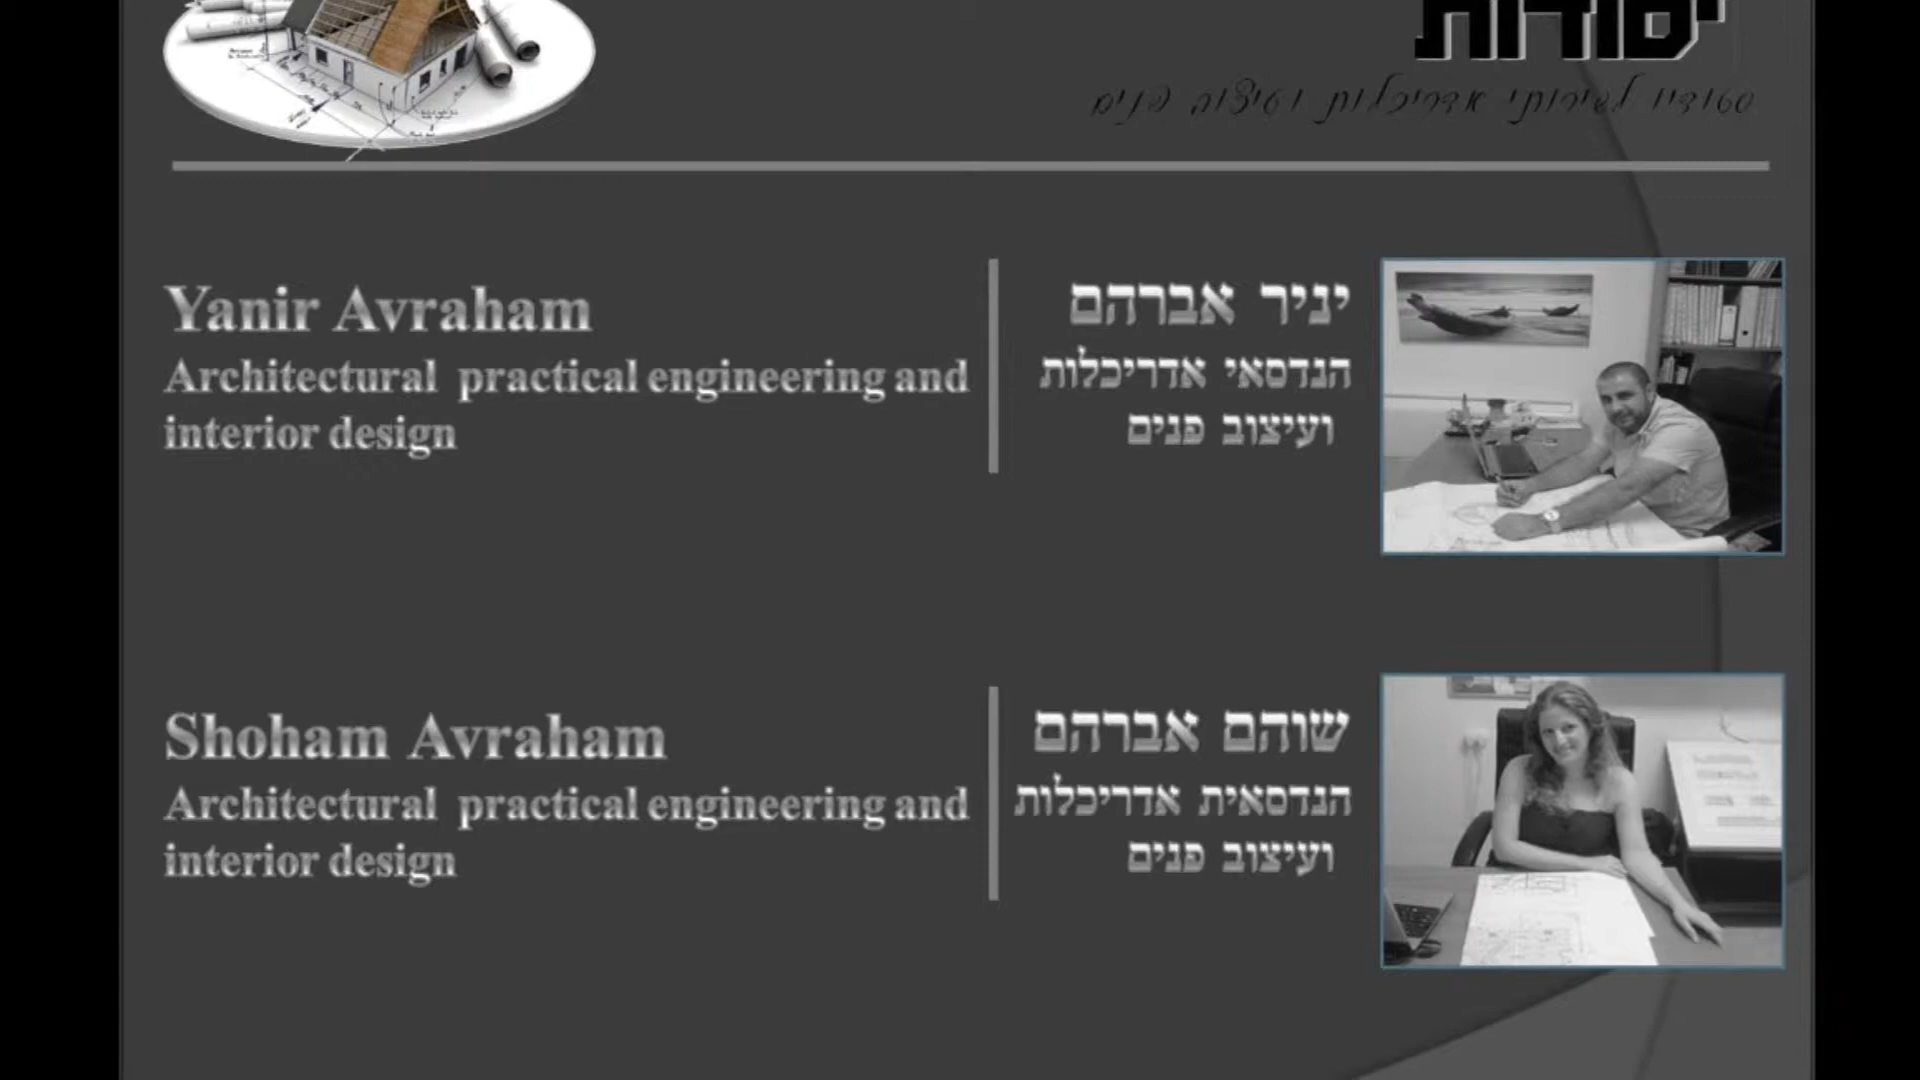 יסודות
סטודיו לשירותי אדריכלות ועיצוב פנים
Yanir Avraham
Architectural practical engineering and
interior design
יניר אברהם
הנדסאי אדריכלות
ועיצוב פנים
Shoham Avraham
Architectural practical engineering and
interior design
שוהם אברהם
הנדסאית אדריכלות
ועיצוב פנים